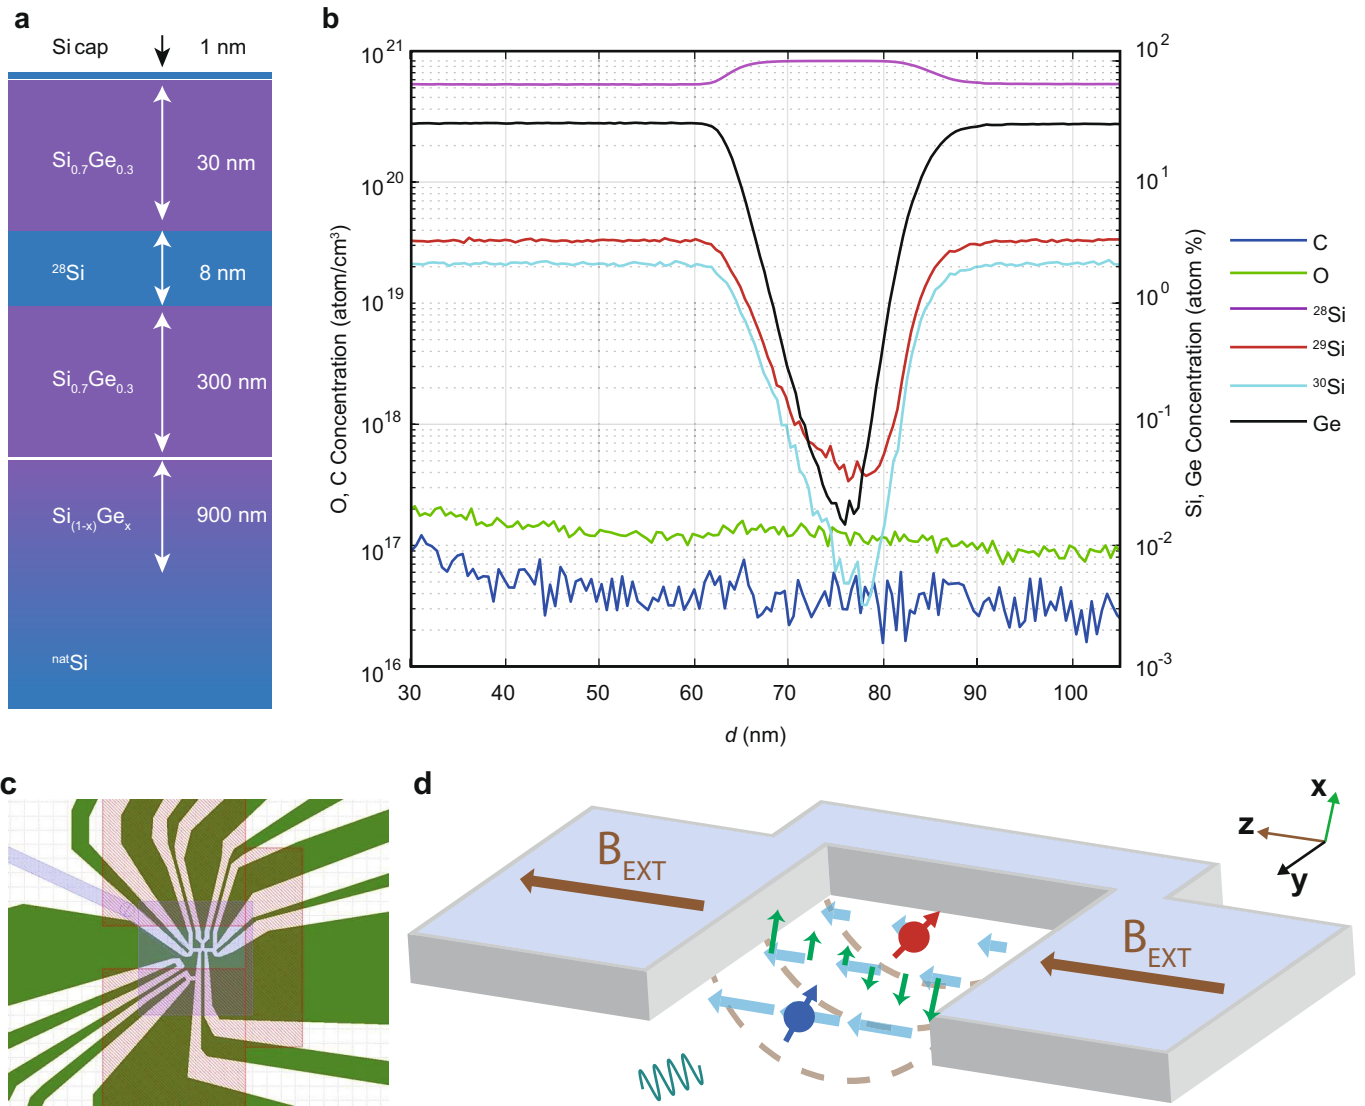 a
Si cap 1 nm
Si0.7Ge0.3 30 nm
28Si 8 nm
Si0.7Ge0.3 300 nm
Si(1-x)Gex 900 nm
natSi
b
10^21
10^20
10^19
10^18
10^17
10^16
O, C Concentration (atom/cm³)
10^2
10^1
10^0
10^-1
10^-2
10^-3
Si, Ge Concentration (atom %)
30 40 50 60 70 80 90 100
d (nm)
C
O
28Si
29Si
30Si
Ge
c
d
BEXT
BEXT
x
z
y